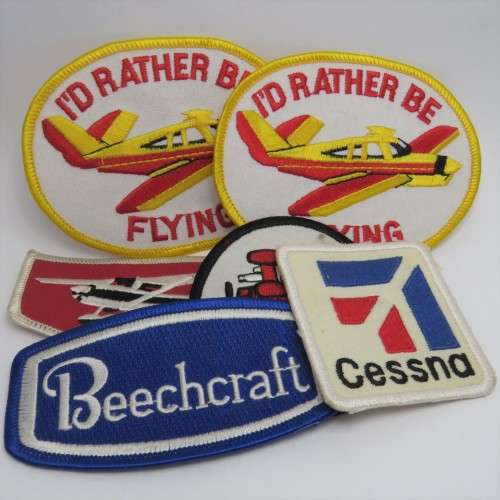 I'D RATHER BE
FLYING
I'D RATHER BE
YING
Beechcraft
Cessna